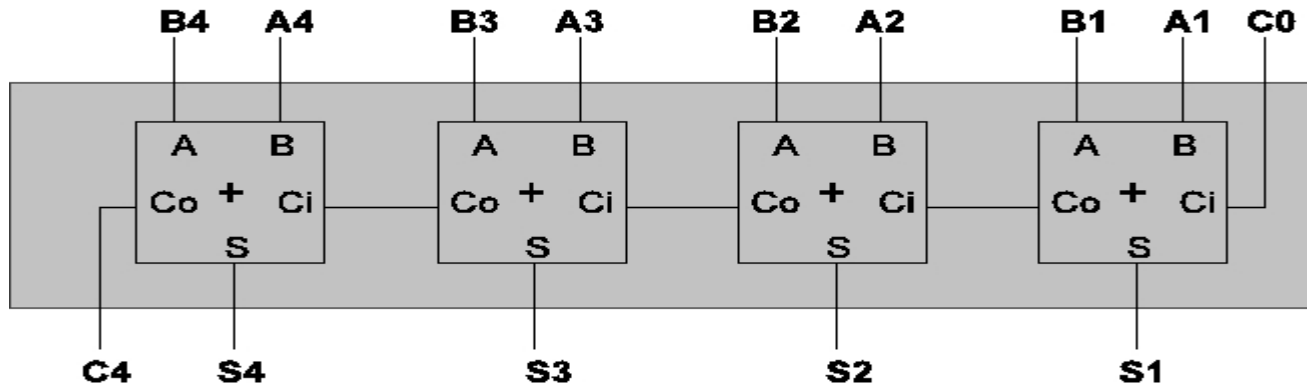 B4 A4 B3 A3 B2 A2 B1 A1 C0
A B A B A B A B
Co + Ci Co + Ci Co + Ci Co + Ci
S S S S
C4 S4 S3 S2 S1